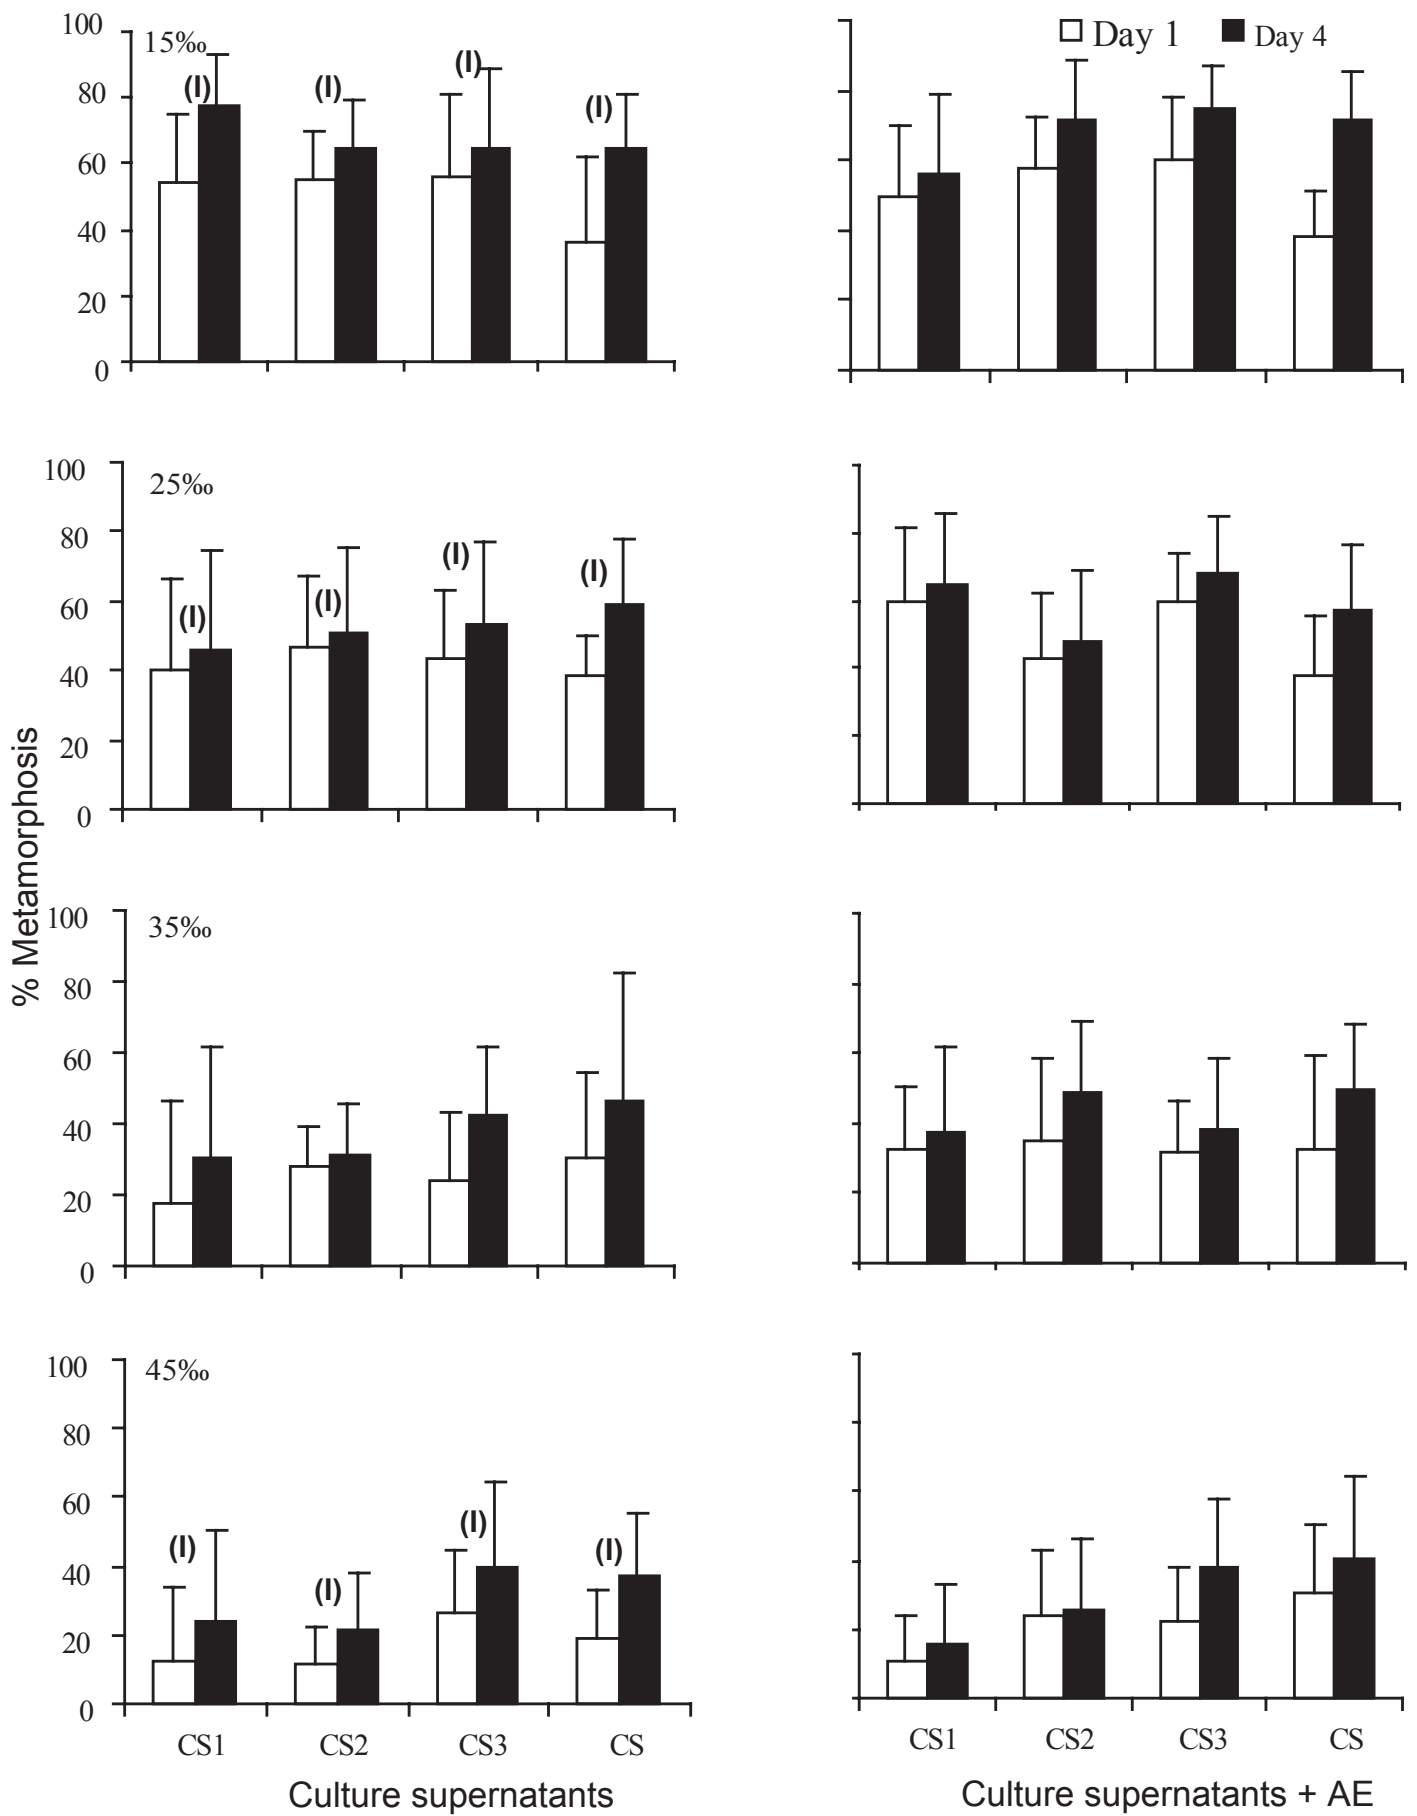 100
80
60
40
20
0
15‰
(I)
(I)
(I)
(I)
Day 1
Day 4
100
80
60
40
20
0
25‰
(I)
(I)
(I)
(I)
100
80
60
40
20
0
35‰
100
80
60
40
20
0
45‰
(I)
(I)
(I)
(I)
% Metamorphosis
CS1 CS2 CS3 CS
Culture supernatants
CS1 CS2 CS3 CS
Culture supernatants + AE